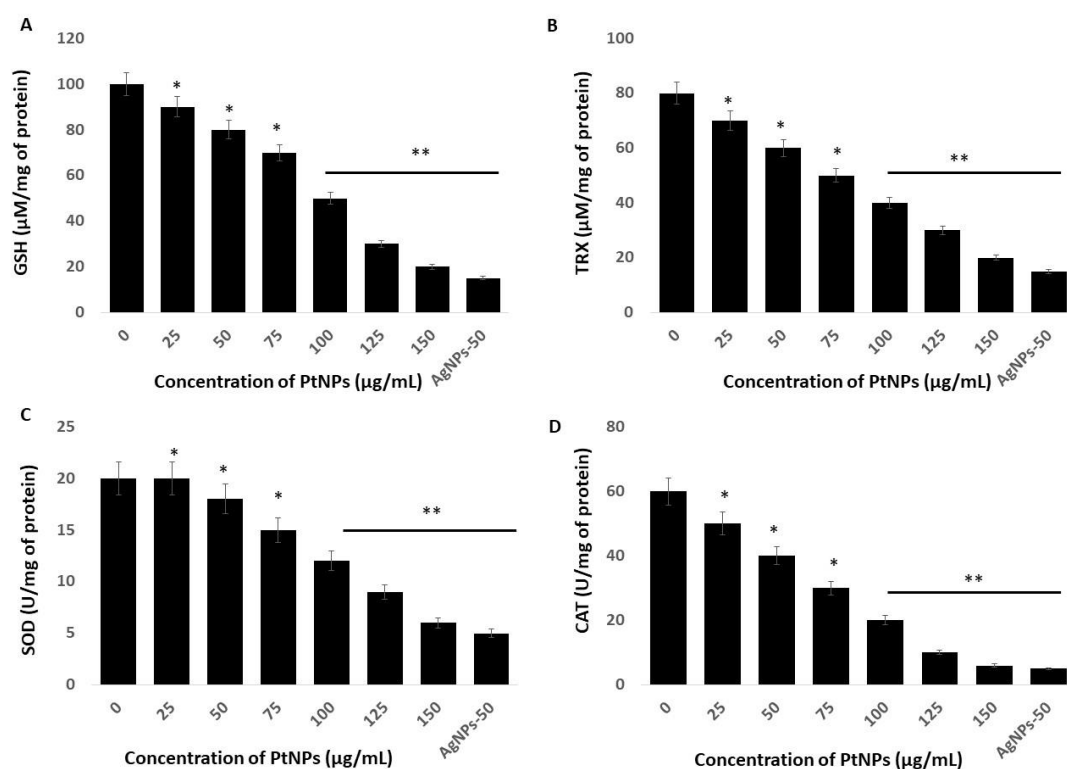 A
GSH (µM/mg of protein)
120
100
80
60
40
20
0
*
*
*
**
0 25 50 75 100 125 150 AgNPs-50
Concentration of PtNPs (µg/mL)
B
TRX (µM/mg of protein)
100
80
60
40
20
0
*
*
*
**
0 25 50 75 100 125 150 AgNPs-50
Concentration of PtNPs (µg/mL)
C
SOD (U/mg of protein)
25
20
15
10
5
0
*
*
*
**
0 25 50 75 100 125 150 AgNPs-50
Concentration of PtNPs (µg/mL)
D
CAT (U/mg of protein)
80
60
40
20
0
*
*
*
**
0 25 50 75 100 125 150 AgNPs-50
Concentration of PtNPs (µg/mL)